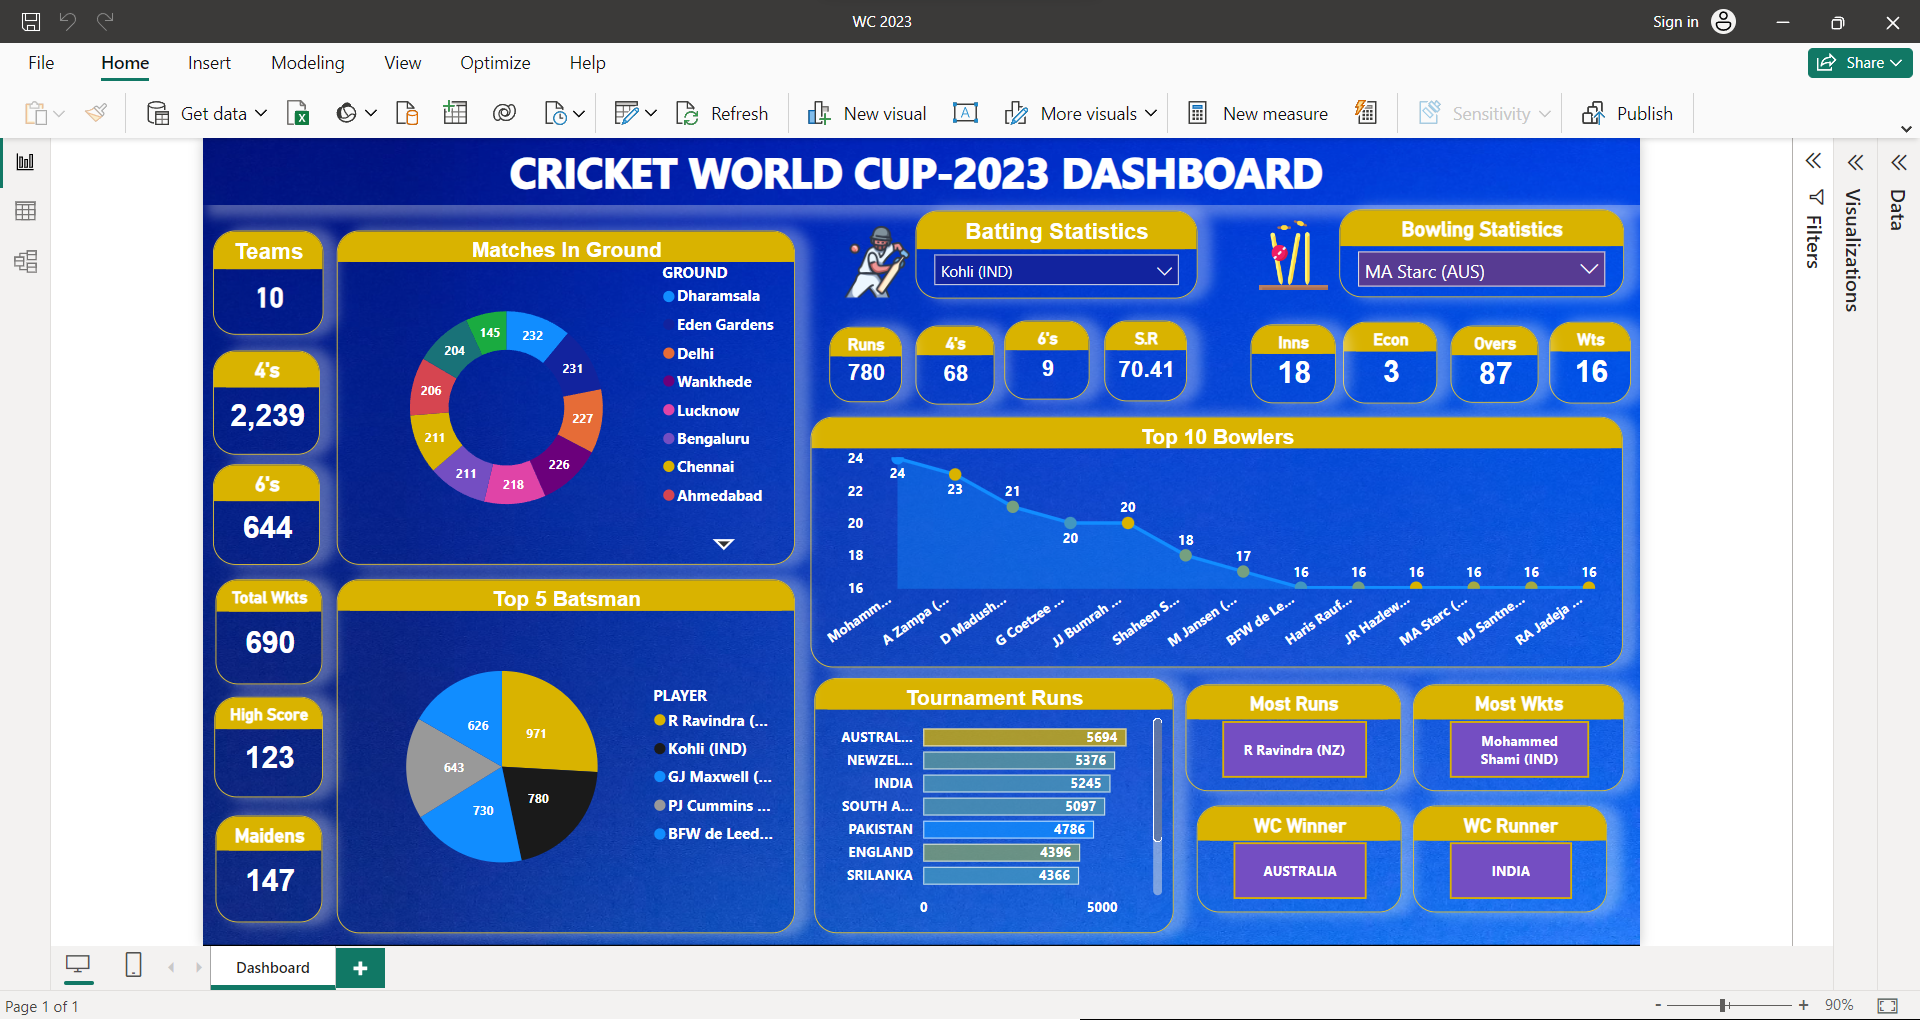 WC 2023
Sign in
File Home Insert Modeling View Optimize Help
Share
Get data
Refresh
New visual
A
More visuals
New measure
Sensitivity
Publish
CRICKET WORLD CUP-2023 DASHBOARD
Teams
10
4's
2,239
6's
644
Total Wkts
690
High Score
123
Maidens
147
Matches In Ground
GROUND
Dharamsala
Eden Gardens
Delhi
Wankhede
Lucknow
Bengaluru
Chennai
Ahmedabad
232
231
227
226
218
211
211
206
204
145
Top 5 Batsman
PLAYER
R Ravindra (...
Kohli (IND)
GJ Maxwell (...
PJ Cummins ...
BFW de Leed...
971
780
730
643
626
Batting Statistics
Kohli (IND)
Runs
780
4's
68
6's
9
S.R
70.41
Bowling Statistics
MA Starc (AUS)
Inns
18
Econ
3
Overs
87
Wts
16
Top 10 Bowlers
24
22
20
18
16
24
23
21
20
20
18
17
16
16
16
16
16
16
Mohamm...
A Zampa (...
D Madush...
G Coetzee ...
JJ Bumrah ...
Shaheen S...
M Jansen (...
BFW de Le...
Haris Rauf...
JR Hazlew...
MA Starc (...
MJ Santne...
RA Jadeja ...
Tournament Runs
AUSTRAL... 5694
NEWZEL... 5376
INDIA 5245
SOUTH A... 5097
PAKISTAN 4786
ENGLAND 4396
SRILANKA 4366
0 5000
Most Runs
R Ravindra (NZ)
Most Wkts
Mohammed
Shami (IND)
WC Winner
AUSTRALIA
WC Runner
INDIA
Filters
Visualizations
Data
Dashboard
Page 1 of 1
- + 90%